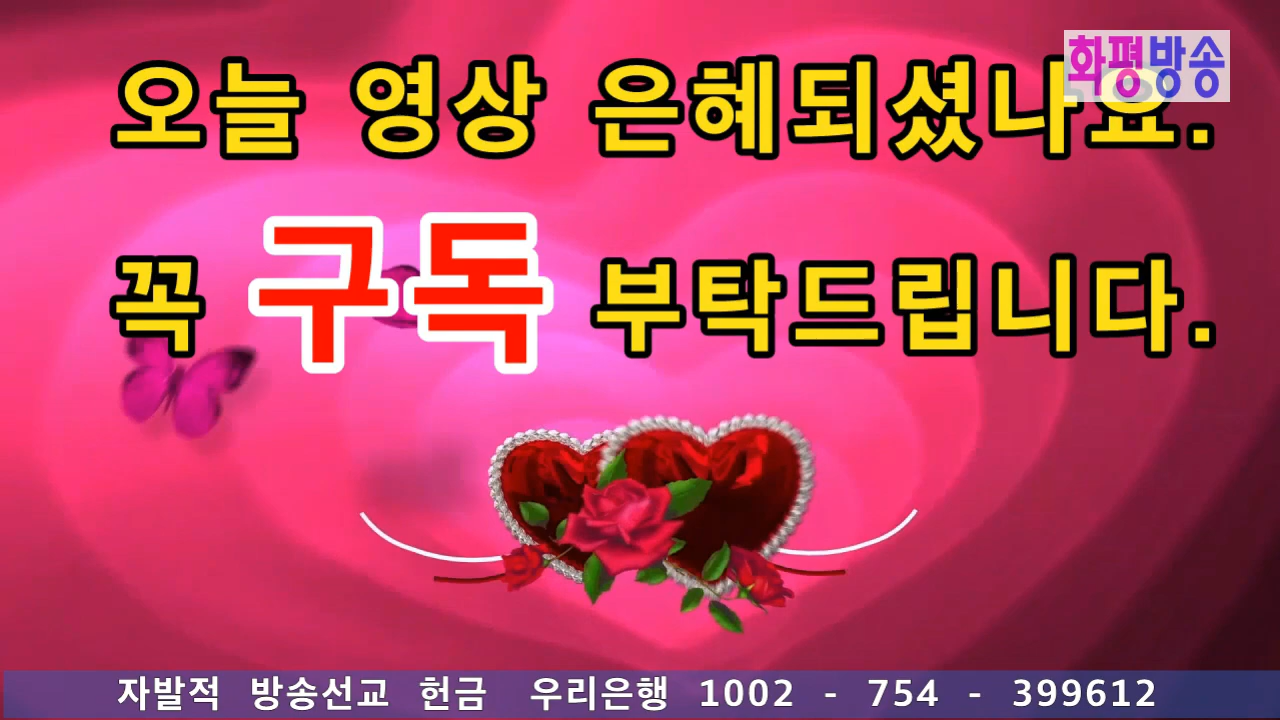 화평방송
오늘 영상 은혜되셨나요.
꼭 구독 부탁드립니다.
자발적 방송선교 헌금 우리은행 1002 - 754 - 399612